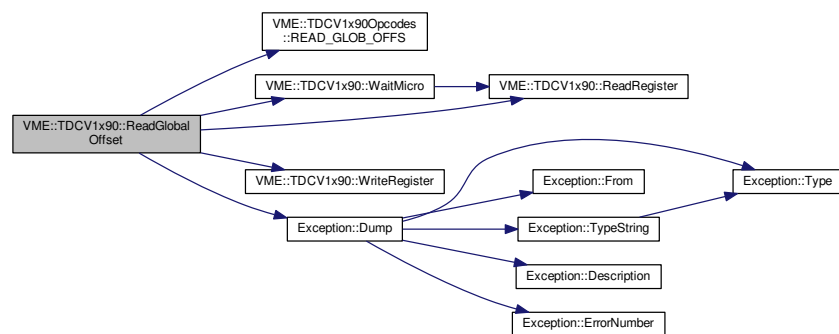 VME::TDCV1x90Opcodes
::READ_GLOB_OFFS
VME::TDCV1x90::WaitMicro
VME::TDCV1x90::ReadRegister
VME::TDCV1x90::ReadGlobal
Offset
VME::TDCV1x90::WriteRegister
Exception::From
Exception::Type
Exception::Dump
Exception::TypeString
Exception::Description
Exception::ErrorNumber